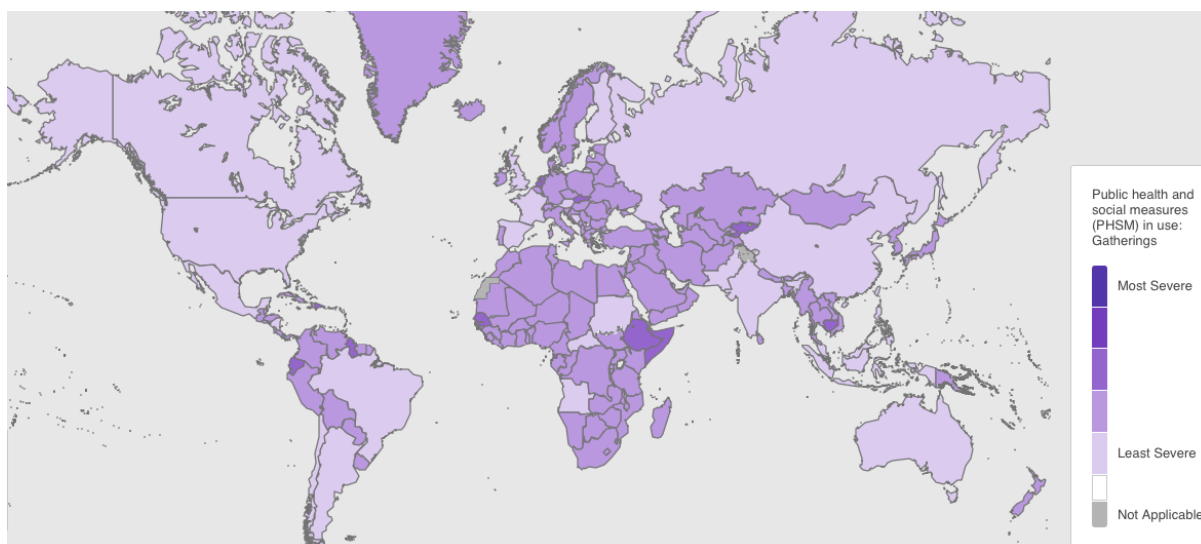 Public health and
social measures
(PHSM) in use:
Gatherings
Most Severe
Least Severe
Not Applicable